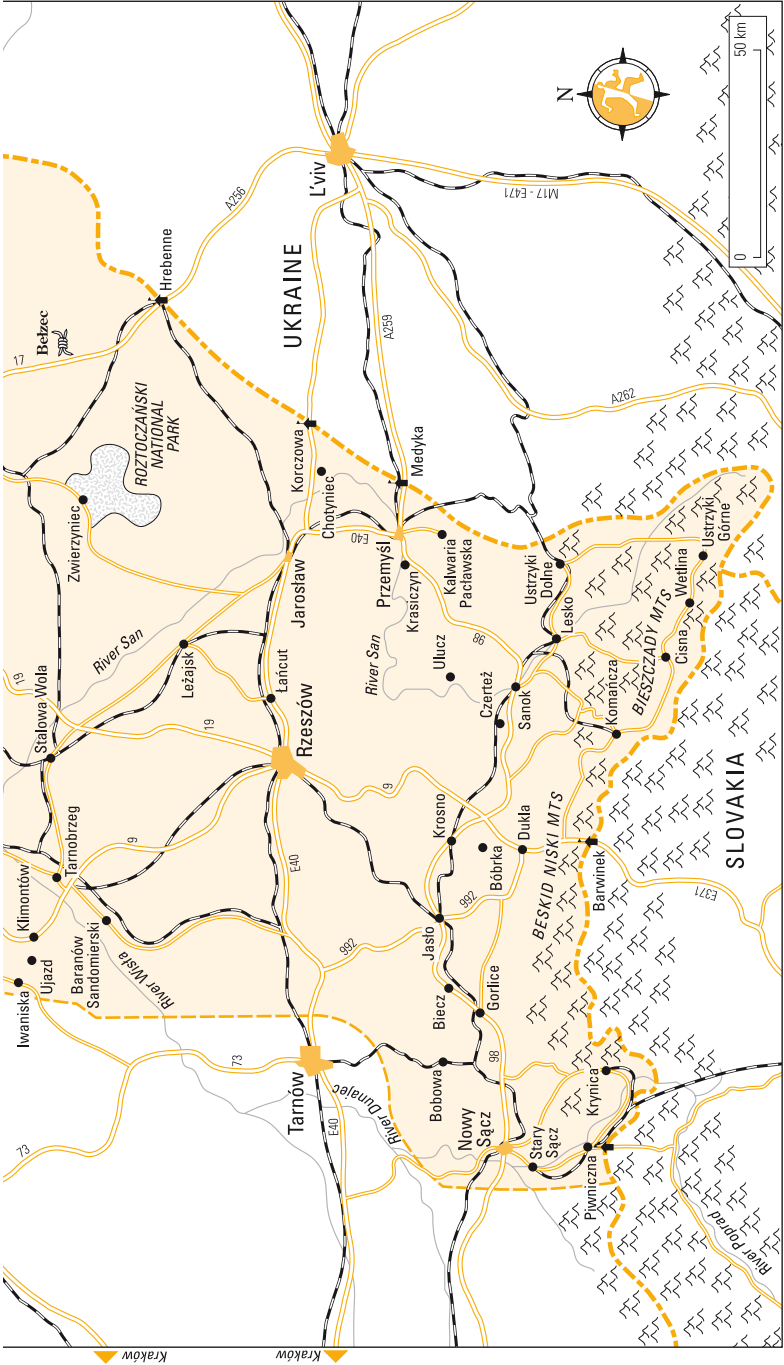 Kraków
Kraków
73
73
E40
Tarnów
River Dunajec
River Wisła
Iwaniska
Ujazd
Klimontów
Baranów
Sandomierski
Tarnobrzeg
9
Stalowa Wola
19
19
River San
Leżajsk
Zwierzyniec
ROZTOCZAŃSKI
NATIONAL
PARK
17
Bełżec
Hrebenne
A256
UKRAINE
L'viv
M17 - E471
A259
A262
Korczowa
Chotyniec
Medyka
Jarosław
Łańcut
Rzeszów
E40
992
E40
Przemyśl
Krasiczyn
Kalwaria
Pacławska
River San
Ulucz
98
Czerteż
Sanok
Lesko
Ustrzyki
Dolne
Ustrzyki
Górne
Wetlina
Cisna
BIESZCZADY MTS
Komańcza
9
Krosno
Bóbrka
Dukla
992
Jasło
Biecz
Gorlice
98
Bobowa
Nowy
Sącz
Stary
Sącz
Krynica
Piwniczna
River Poprad
BESKID NISKI MTS
Barwinek
E371
SLOVAKIA
N
0
50 km